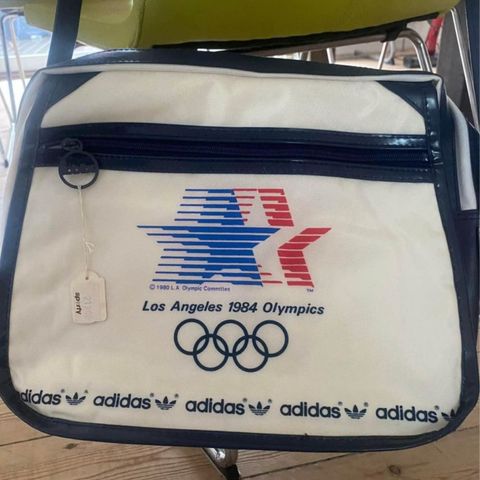 TM
© 1980 L.A. Olympic Committee
Los Angeles 1984 Olympics
adidas adidas adidas adidas adidas